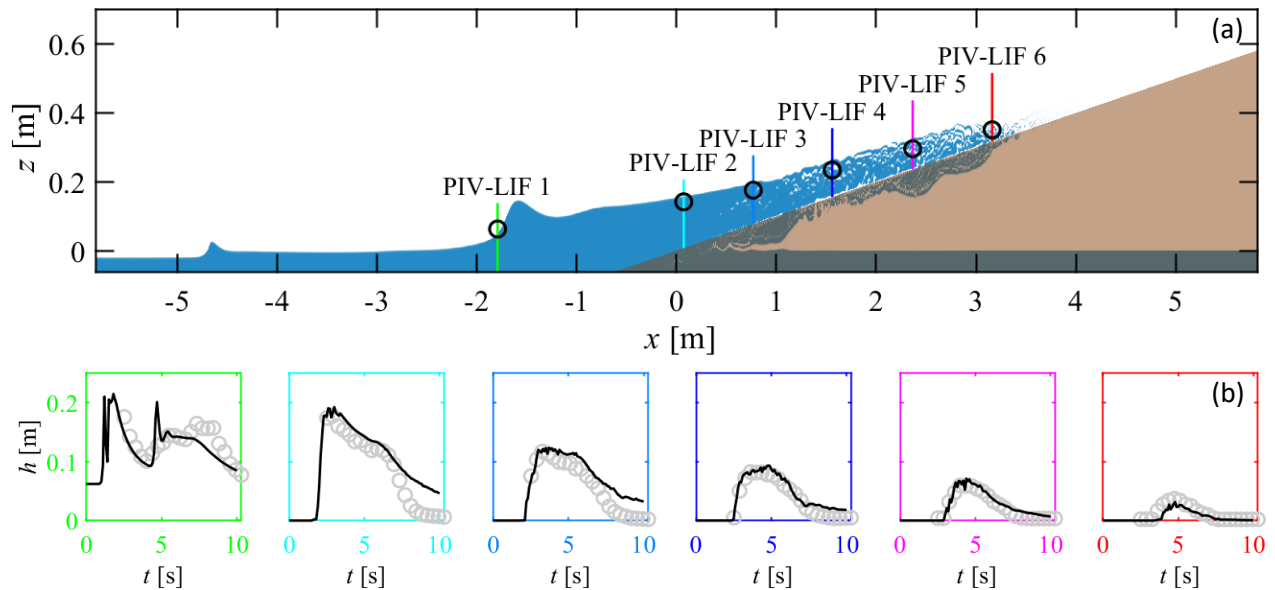 (a)
0.6
PIV-LIF 6
PIV-LIF 5
0.4
PIV-LIF 4
z [m]
PIV-LIF 3
0.2
PIV-LIF 2
PIV-LIF 1
0
-5 -4 -3 -2 -1 0 1 2 3 4 5
x [m]
(b)
0.2
h [m]
0.1
0
0 5 10 0 5 10 0 5 10 0 5 10 0 5 10 0 5 10
t [s] t [s] t [s] t [s] t [s] t [s]